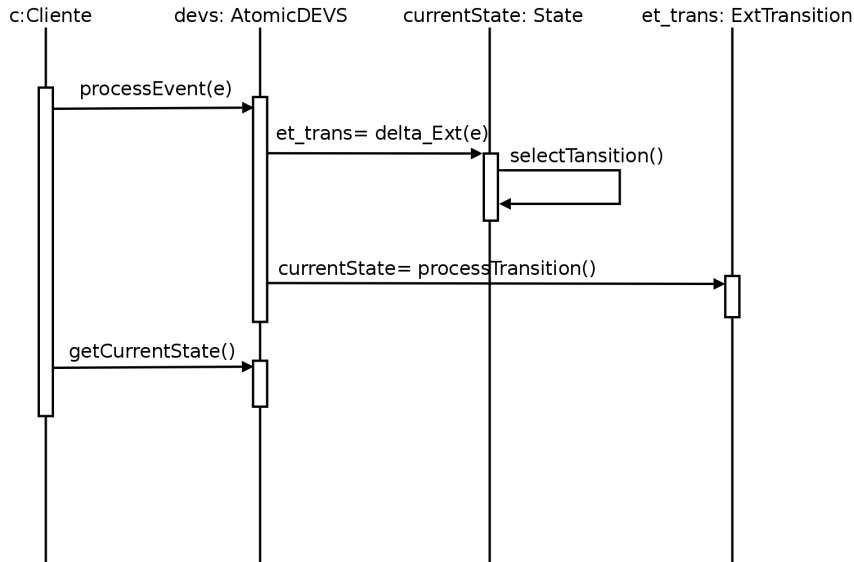 c:Cliente
devs: AtomicDEVS
currentState: State
et_trans: ExtTransition
processEvent(e)
et_trans= delta_Ext(e)
selectTansition()
currentState= processTransition()
getCurrentState()